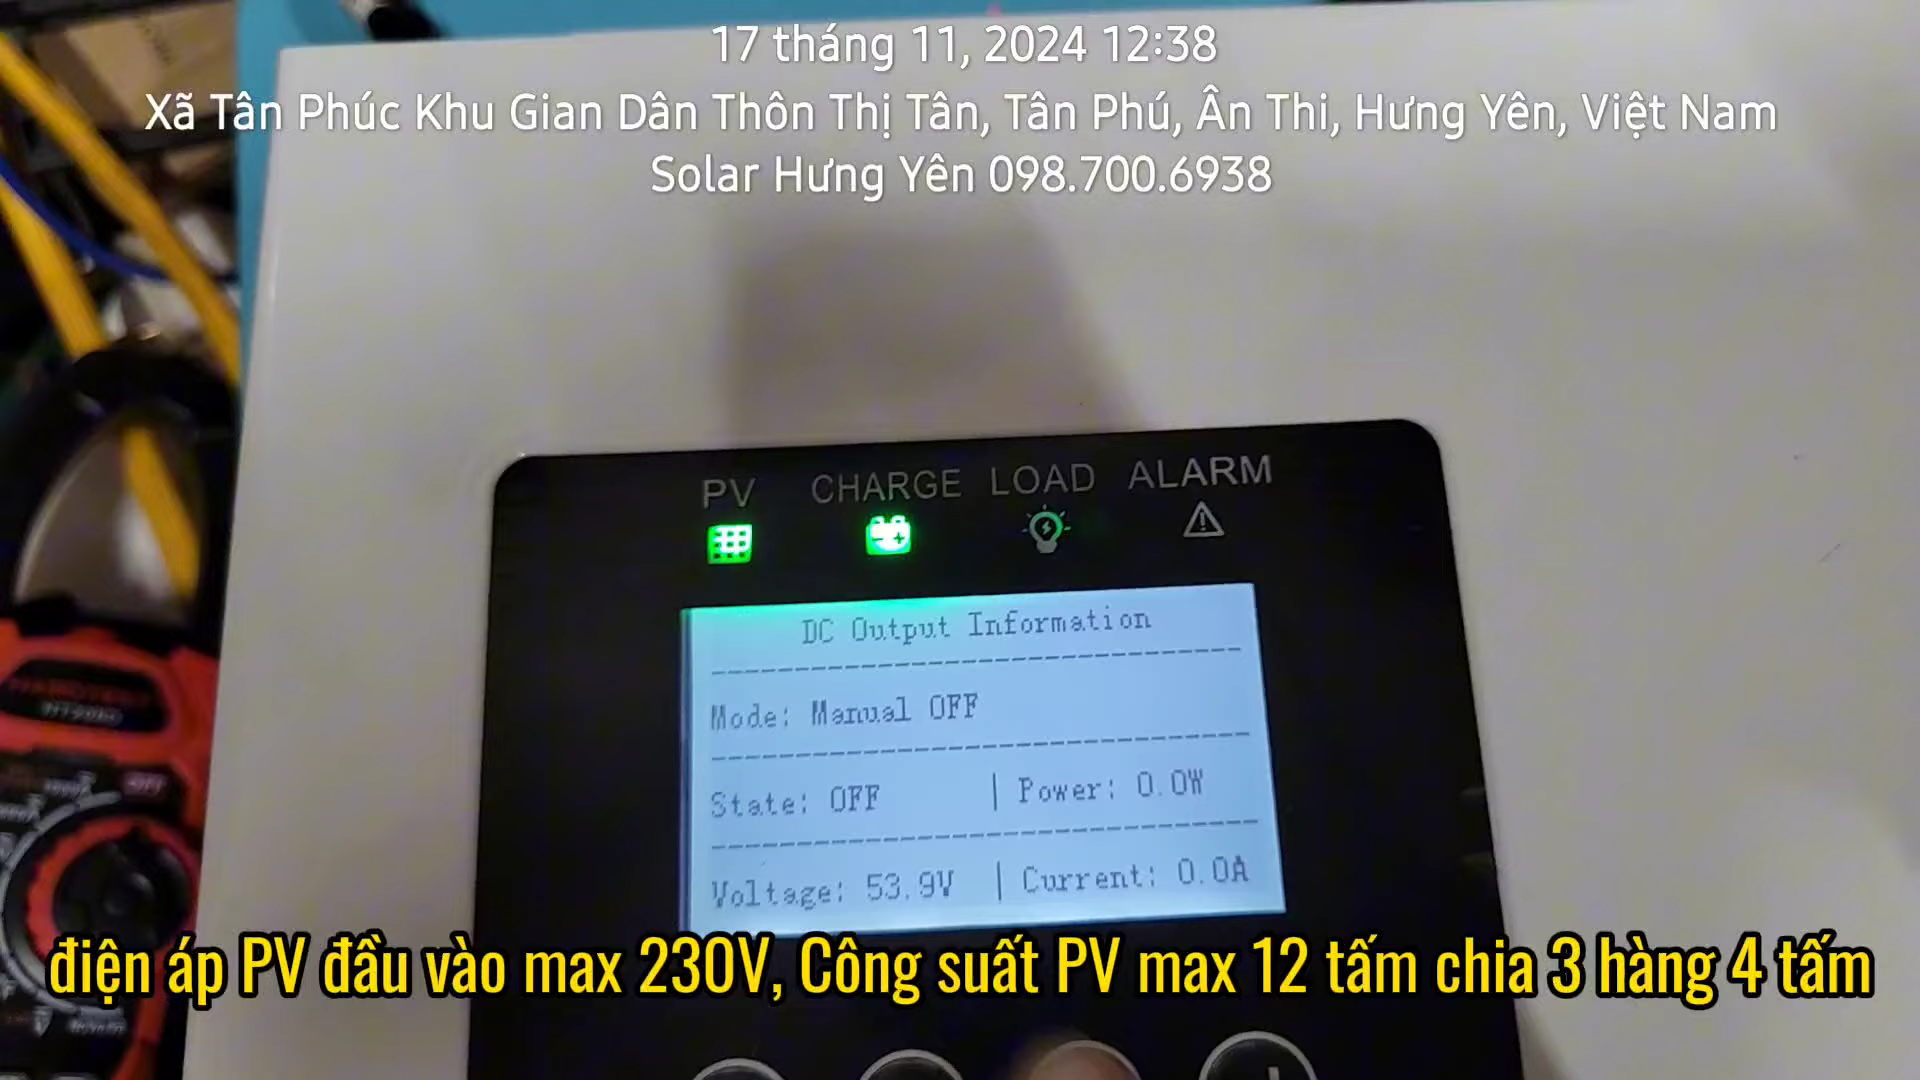 17 tháng 11, 2024 12:38
Xã Tân Phúc Khu Gian Dân Thôn Thị Tân, Tân Phú, Ân Thi, Hưng Yên, Việt Nam
Solar Hưng Yên 098.700.6938
PV CHARGE LOAD ALARM
DC Output Information
Mode: Manual OFF
State: OFF | Power: 0.0W
Voltage: 53.9V | Current: 0.0A
điện áp PV đầu vào max 230V, Công suất PV max 12 tấm chia 3 hàng 4 tấm